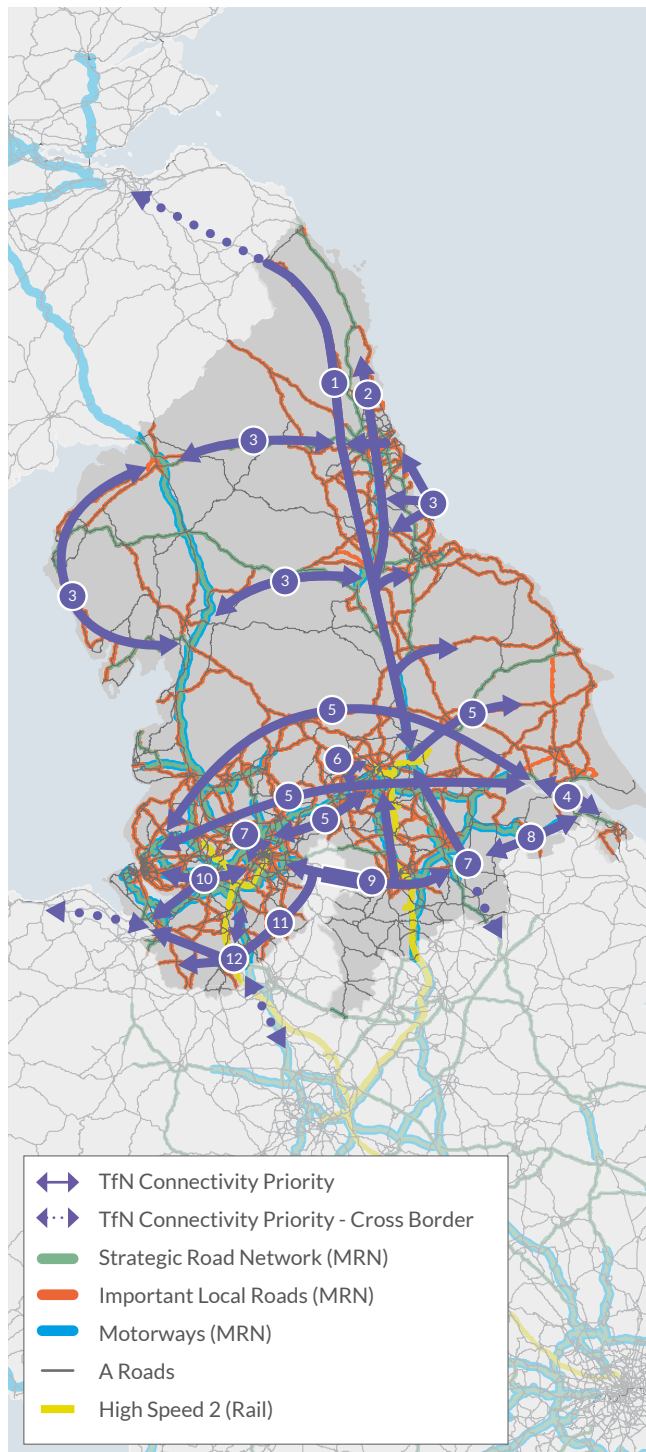 1
2
3
3
3
3
5
5
6
5
4
5
7
8
7
10
9
11
12
TfN Connectivity Priority
TfN Connectivity Priority - Cross Border
Strategic Road Network (MRN)
Important Local Roads (MRN)
Motorways (MRN)
A Roads
High Speed 2 (Rail)